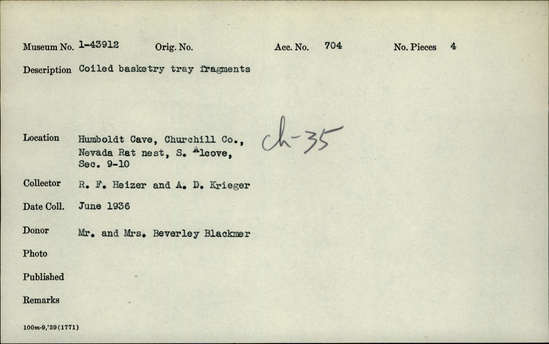 Museum No. 1-43912 Orig. No. Acc. No. 704 No. Pieces 4
Description Coiled basketry tray fragments
Location Humboldt Cave, Churchill Co.,
Nevada Rat nest, S. Alcove,
Sec. 9-10
ch-35
Collector R. F. Heizer and A. D. Krieger
Date Coll. June 1936
Donor Mr. and Mrs. Beverley Blackmer
Photo
Published
Remarks
100m-9,'39(1771)